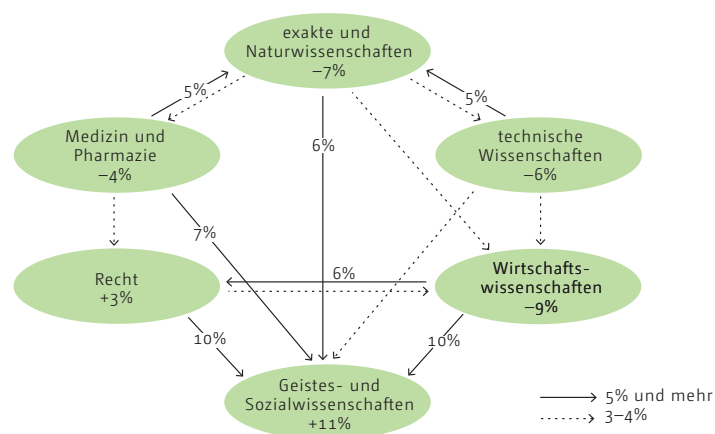 exakte und
Naturwissenschaften
–7%
5%
5%
Medizin und
Pharmazie
–4%
6%
technische
Wissenschaften
–6%
7%
Recht
+3%
6%
Wirtschafts-
wissenschaften
–9%
10%
10%
Geistes- und
Sozialwissenschaften
+11%
5% und mehr
3–4%